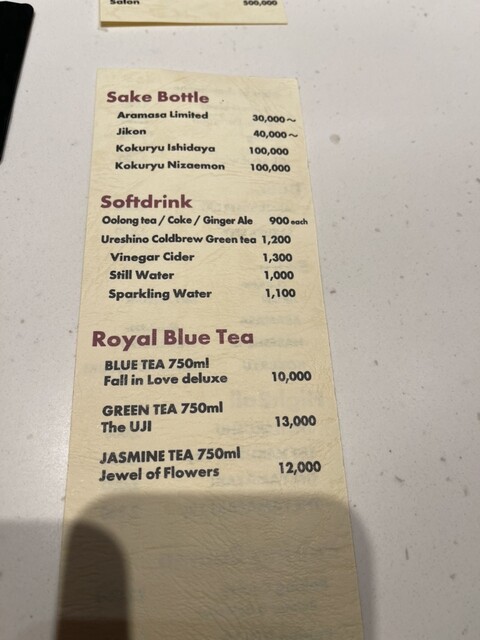 Salon 500,000
Sake Bottle
Aramasa Limited 30,000～
Jikon 40,000～
Kokuryu Ishidaya 100,000
Kokuryu Nizaemon 100,000
Softdrink
Oolong tea / Coke / Ginger Ale 900 each
Ureshino Coldbrew Green tea 1,200
Vinegar Cider 1,300
Still Water 1,000
Sparkling Water 1,100
Royal Blue Tea
BLUE TEA 750ml
Fall in Love deluxe 10,000
GREEN TEA 750ml
The UJI 13,000
JASMINE TEA 750ml
Jewel of Flowers 12,000